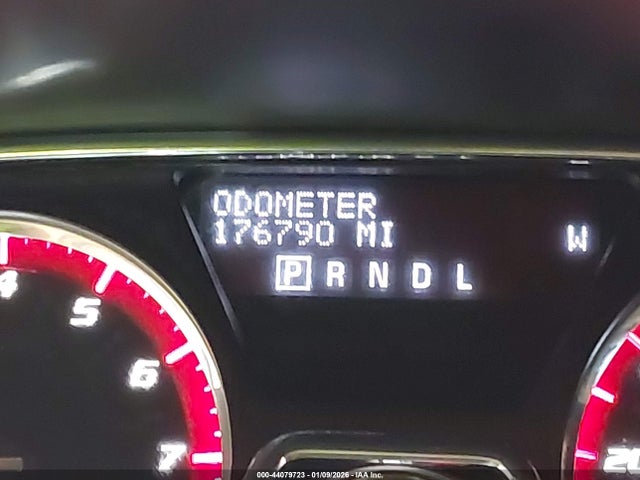 ODOMETER
176790 MI
W
P R N D L
4
5
6
7
20
000-44079723 - 01/09/2026 - IAA Inc.